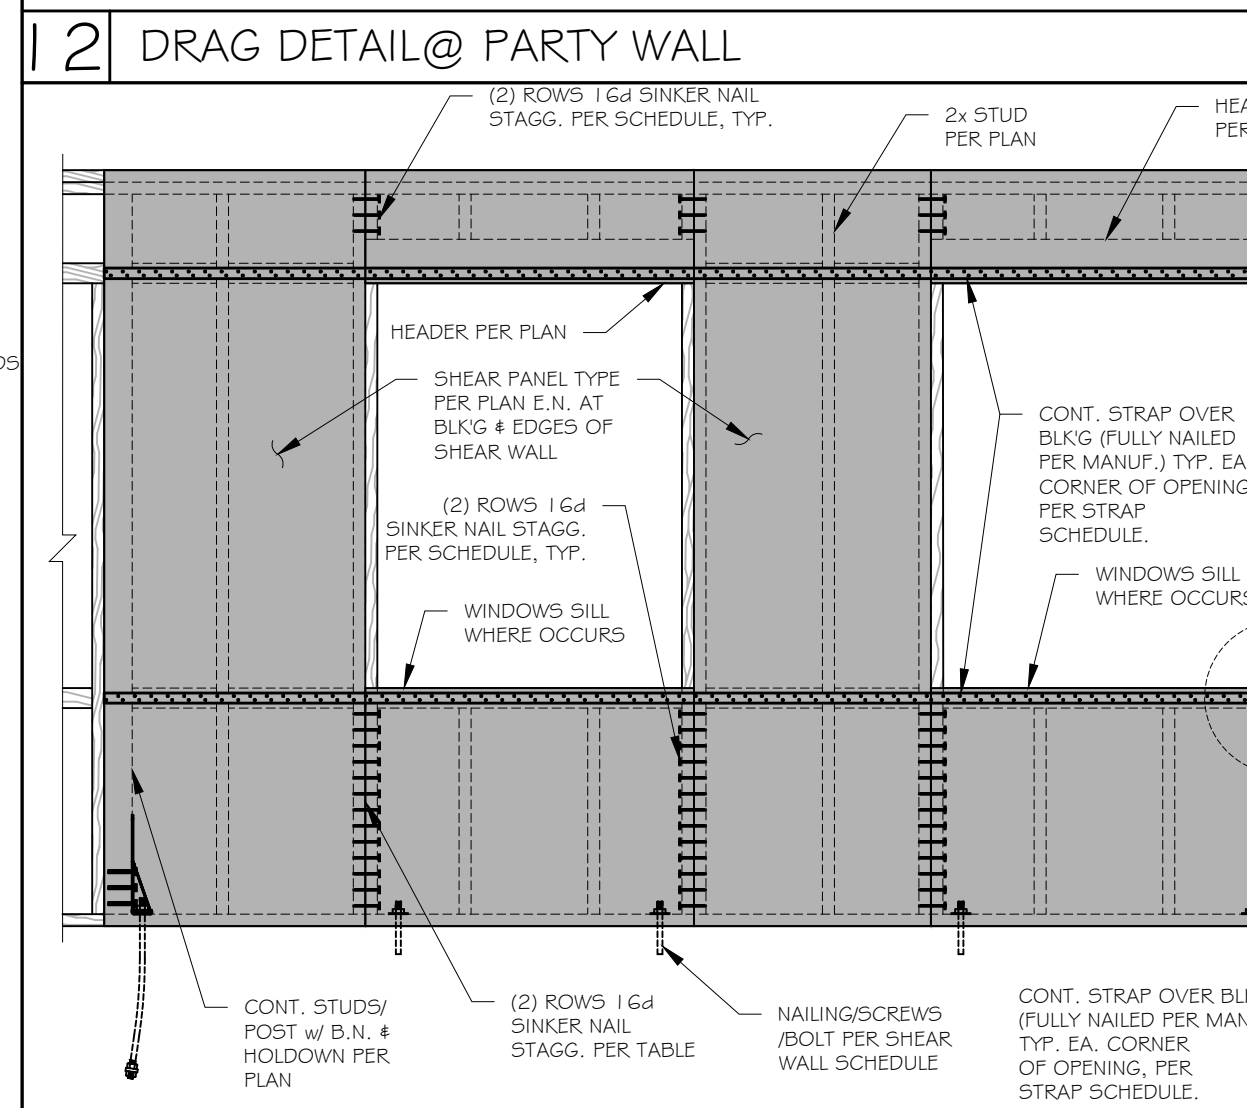 12 DRAG DETAIL@ PARTY WALL
(2) ROWS 16d SINKER NAIL
STAGG. PER SCHEDULE, TYP.
2x STUD
PER PLAN
HEADER PER PLAN
SHEAR PANEL TYPE
PER PLAN E.N. AT
BLK'G & EDGES OF
SHEAR WALL
(2) ROWS 16d
SINKER NAIL STAGG.
PER SCHEDULE, TYP.
WINDOWS SILL
WHERE OCCURS
CONT. STRAP OVER
BLK'G (FULLY NAILED
PER MANUF.) TYP. EA
CORNER OF OPENING
PER STRAP
SCHEDULE.
WINDOWS SILL
WHERE OCCURS
CONT. STUDS/
POST w/ B.N. &
HOLDOWN PER
PLAN
(2) ROWS 16d
SINKER NAIL
STAGG. PER TABLE
NAILING/SCREWS
/BOLT PER SHEAR
WALL SCHEDULE
CONT. STRAP OVER
(FULLY NAILED PER
TYP. EA. CORNER
OF OPENING, PER
STRAP SCHEDULE.